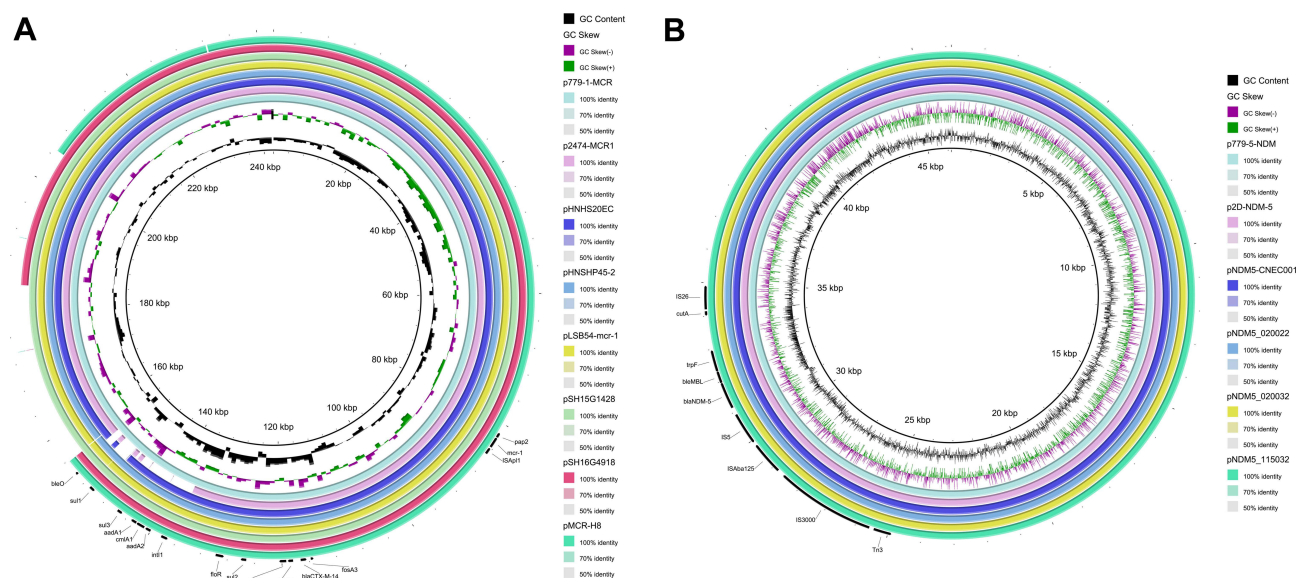 A
240 kbp
20 kbp
220 kbp
40 kbp
200 kbp
60 kbp
180 kbp
80 kbp
160 kbp
100 kbp
140 kbp
120 kbp
pap2
mcr-1
ISApl1
bleO
sul1
sul3
aadA1
cmlA1
aadA2
intI1
floR
sul2
blaCTX-M-14
fosA3
GC Content
GC Skew
GC Skew(-)
GC Skew(+)
p779-1-MCR
100% identity
70% identity
50% identity
p2474-MCR1
100% identity
70% identity
50% identity
pHNHS20EC
100% identity
70% identity
50% identity
pHNSHP45-2
100% identity
70% identity
50% identity
pLSB54-mcr-1
100% identity
70% identity
50% identity
pSH15G1428
100% identity
70% identity
50% identity
pSH16G4918
100% identity
70% identity
50% identity
pMCR-H8
100% identity
70% identity
50% identity
B
45 kbp
5 kbp
40 kbp
10 kbp
35 kbp
15 kbp
30 kbp
20 kbp
25 kbp
IS26
cutA
trpF
bleMBL
blaNDM-5
IS5
ISAba125
IS3000
Tn3
GC Content
GC Skew
GC Skew(-)
GC Skew(+)
p779-5-NDM
100% identity
70% identity
50% identity
p2D-NDM-5
100% identity
70% identity
50% identity
pNDM5-CNEC001
100% identity
70% identity
50% identity
pNDM5_020022
100% identity
70% identity
50% identity
pNDM5_020032
100% identity
70% identity
50% identity
pNDM5_115032
100% identity
70% identity
50% identity